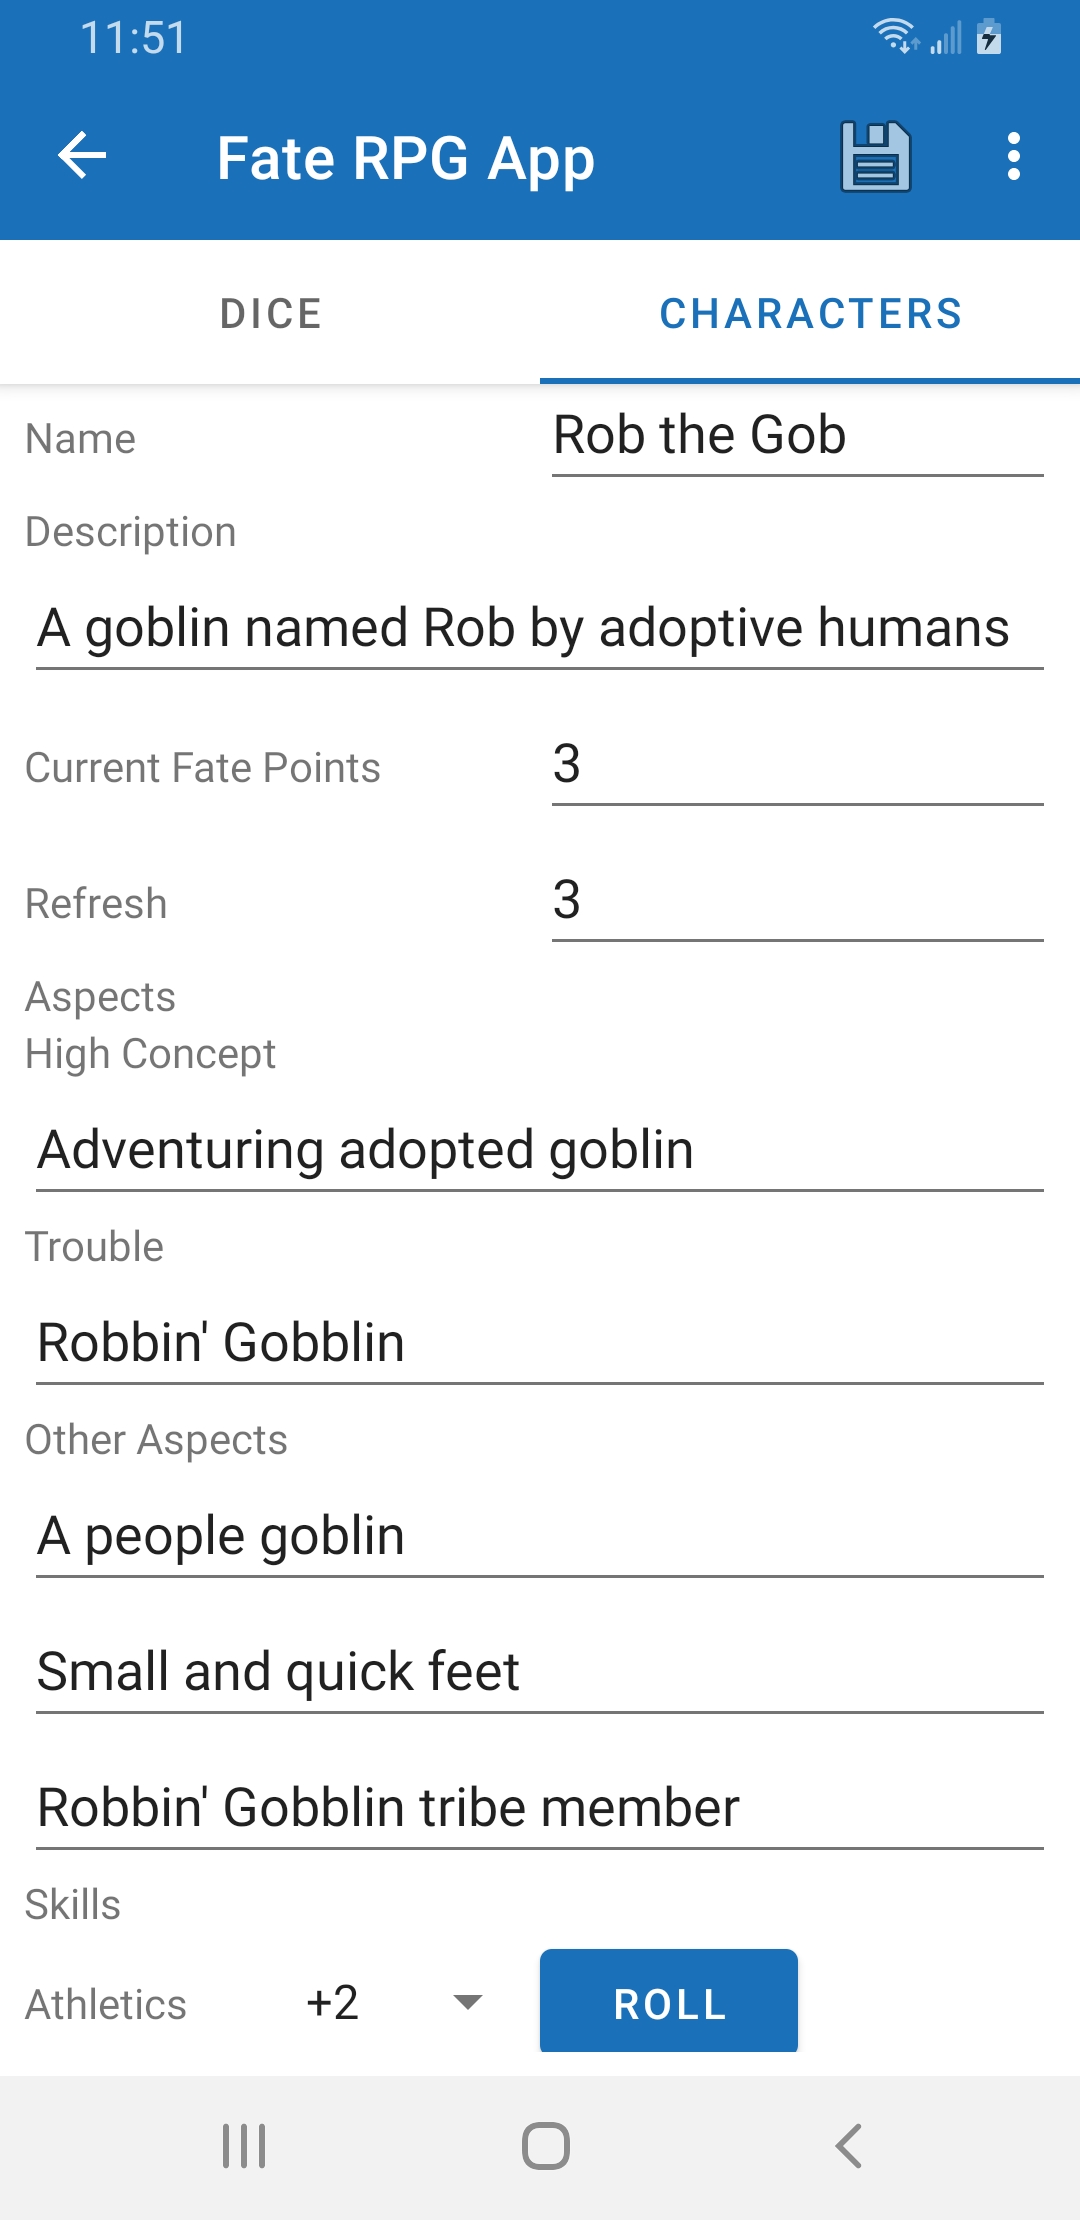 11:51
Fate RPG App
DICE
CHARACTERS
Name
Rob the Gob
Description
A goblin named Rob by adoptive humans
Current Fate Points
3
Refresh
3
Aspects
High Concept
Adventuring adopted goblin
Trouble
Robbin' Gobblin
Other Aspects
A people goblin
Small and quick feet
Robbin' Gobblin tribe member
Skills
Athletics +2 ROLL